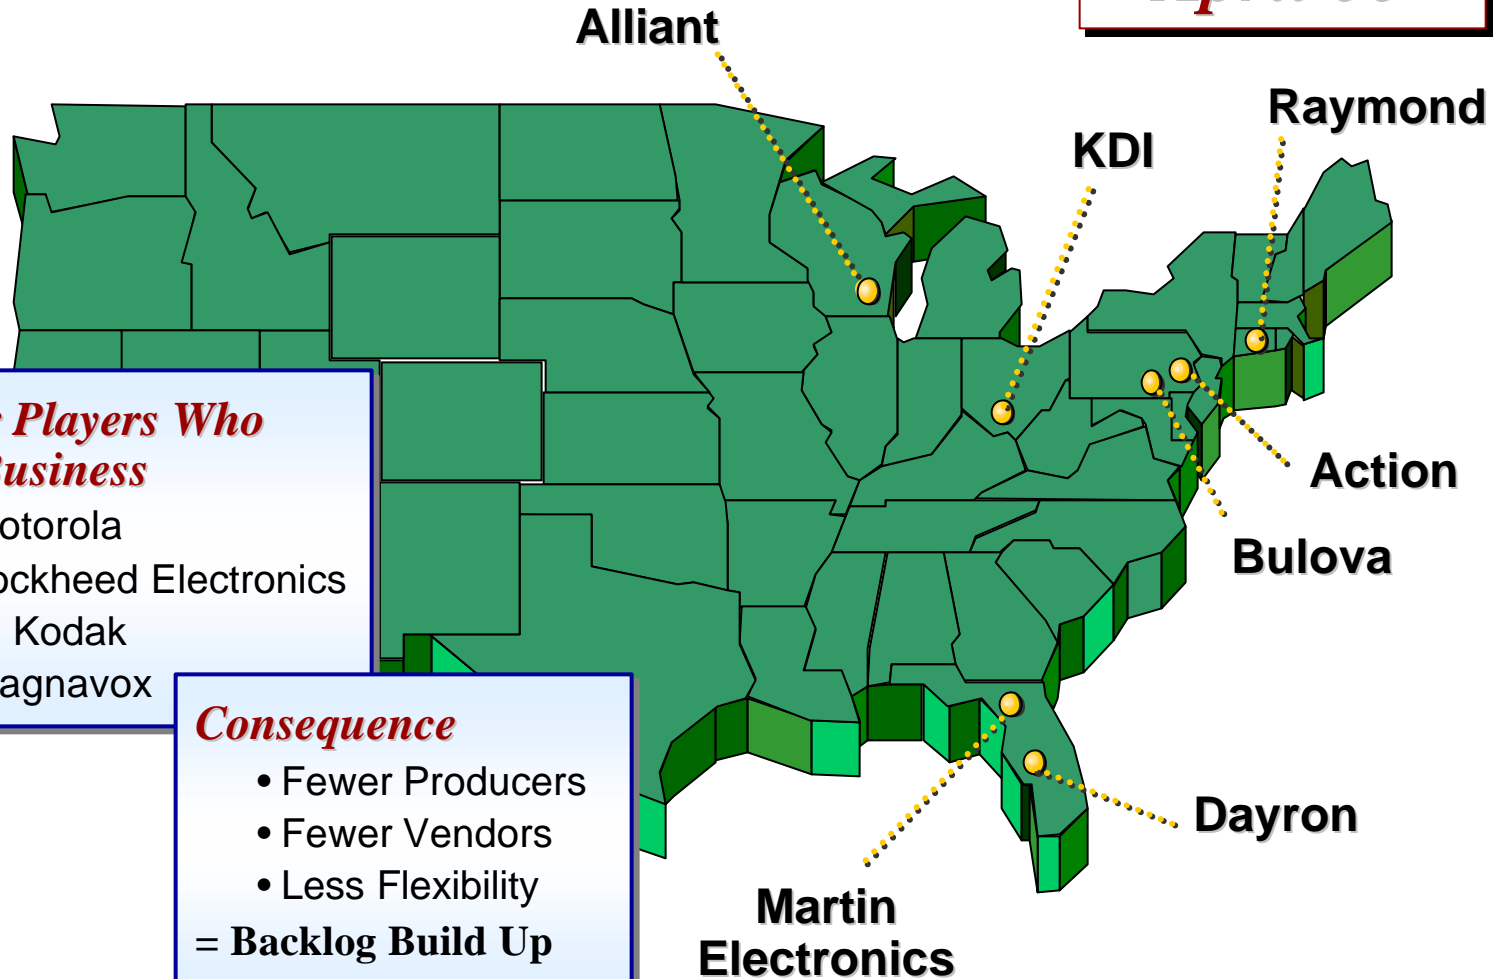 Alliant
Raymond
KDI
Players Who
Business
otorola
ockheed Electronics
Kodak
agnavox
Action
Bulova
Consequence
• Fewer Producers
• Fewer Vendors
• Less Flexibility
= Backlog Build Up
Dayron
Martin
Electronics